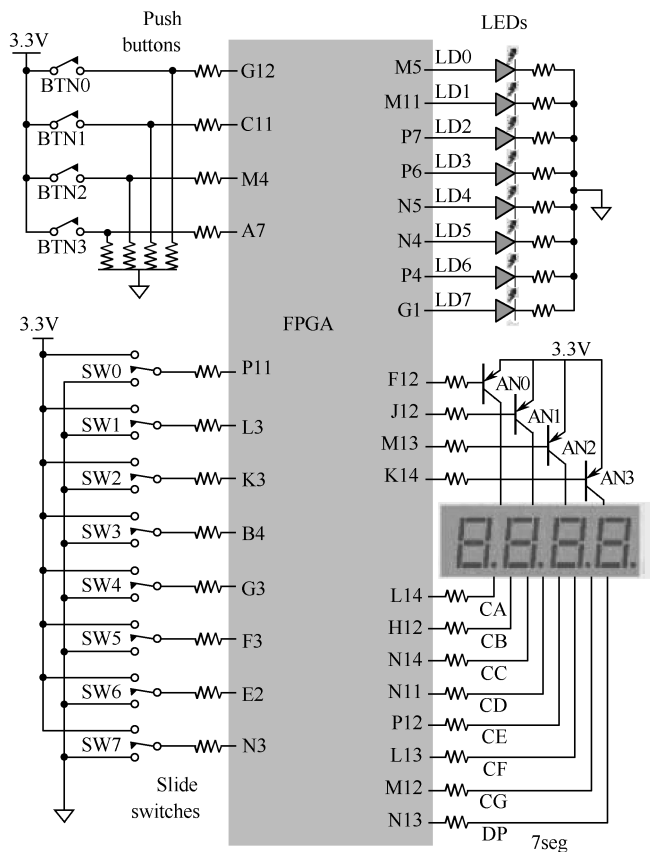 Push
buttons
3.3V
BTN0
BTN1
BTN2
BTN3
G12
C11
M4
A7
LEDs
M5 LD0
M11 LD1
P7 LD2
P6 LD3
N5 LD4
N4 LD5
P4 LD6
G1 LD7
FPGA
3.3V
SW0
SW1
SW2
SW3
SW4
SW5
SW6
SW7
P11
L3
K3
B4
G3
F3
E2
N3
Slide
switches
3.3V
F12 AN0
J12 AN1
M13 AN2
K14 AN3
8.8.8.8.
L14 CA
H12 CB
N14 CC
N11 CD
P12 CE
L13 CF
M12 CG
N13 DP
7seg